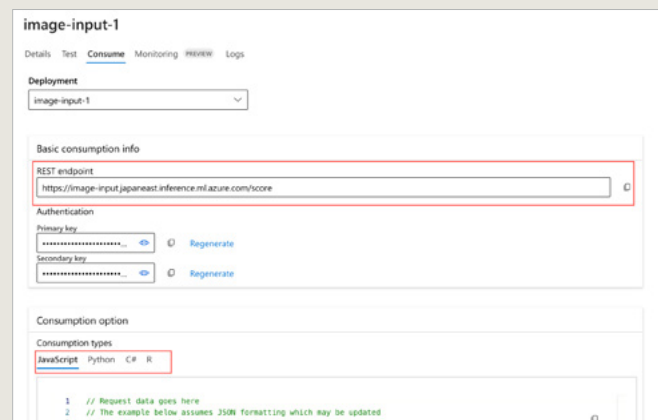 image-input-1
Details Test Consume Monitoring PREVIEW Logs
Deployment
image-input-1
Basic consumption info
REST endpoint
https://image-input.japaneast.inference.ml.azure.com/score
Authentication
Primary key
••••••••••••••••••••••... Regenerate
Secondary key
••••••••••••••••••••••... Regenerate
Consumption option
Consumption types
JavaScript Python C# R
1 // Request data goes here
2 // The example below assumes JSON formatting which may be updated